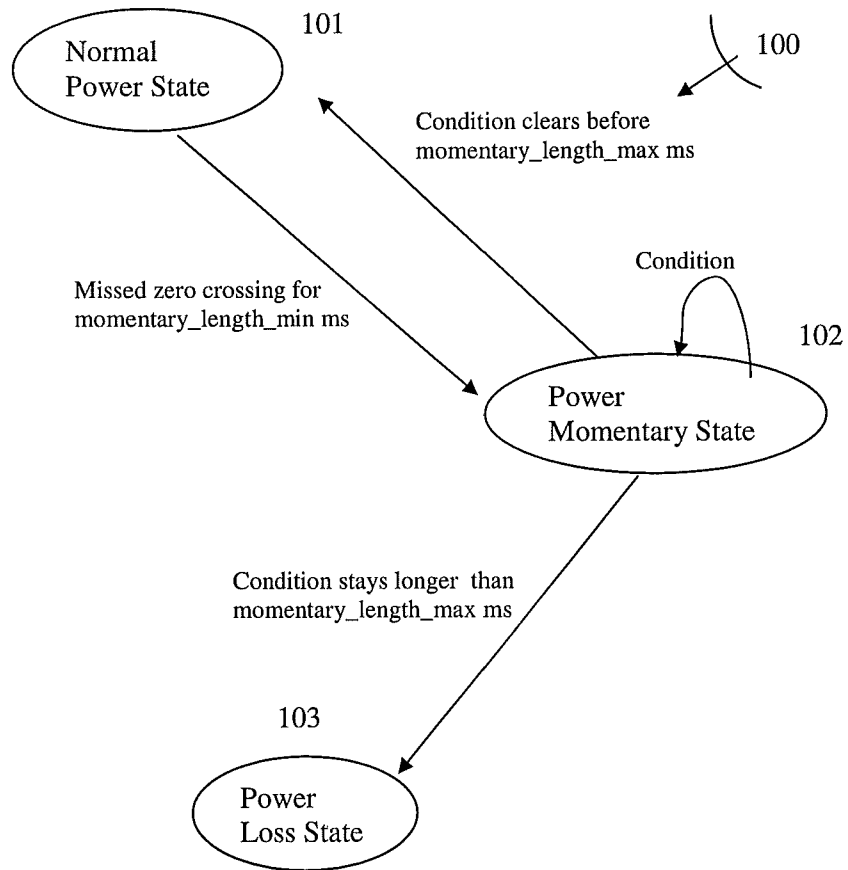 101
Normal
Power State
100
Condition clears before
momentary_length_max ms
Missed zero crossing for
momentary_length_min ms
Condition
102
Power
Momentary State
Condition stays longer than
momentary_length_max ms
103
Power
Loss State